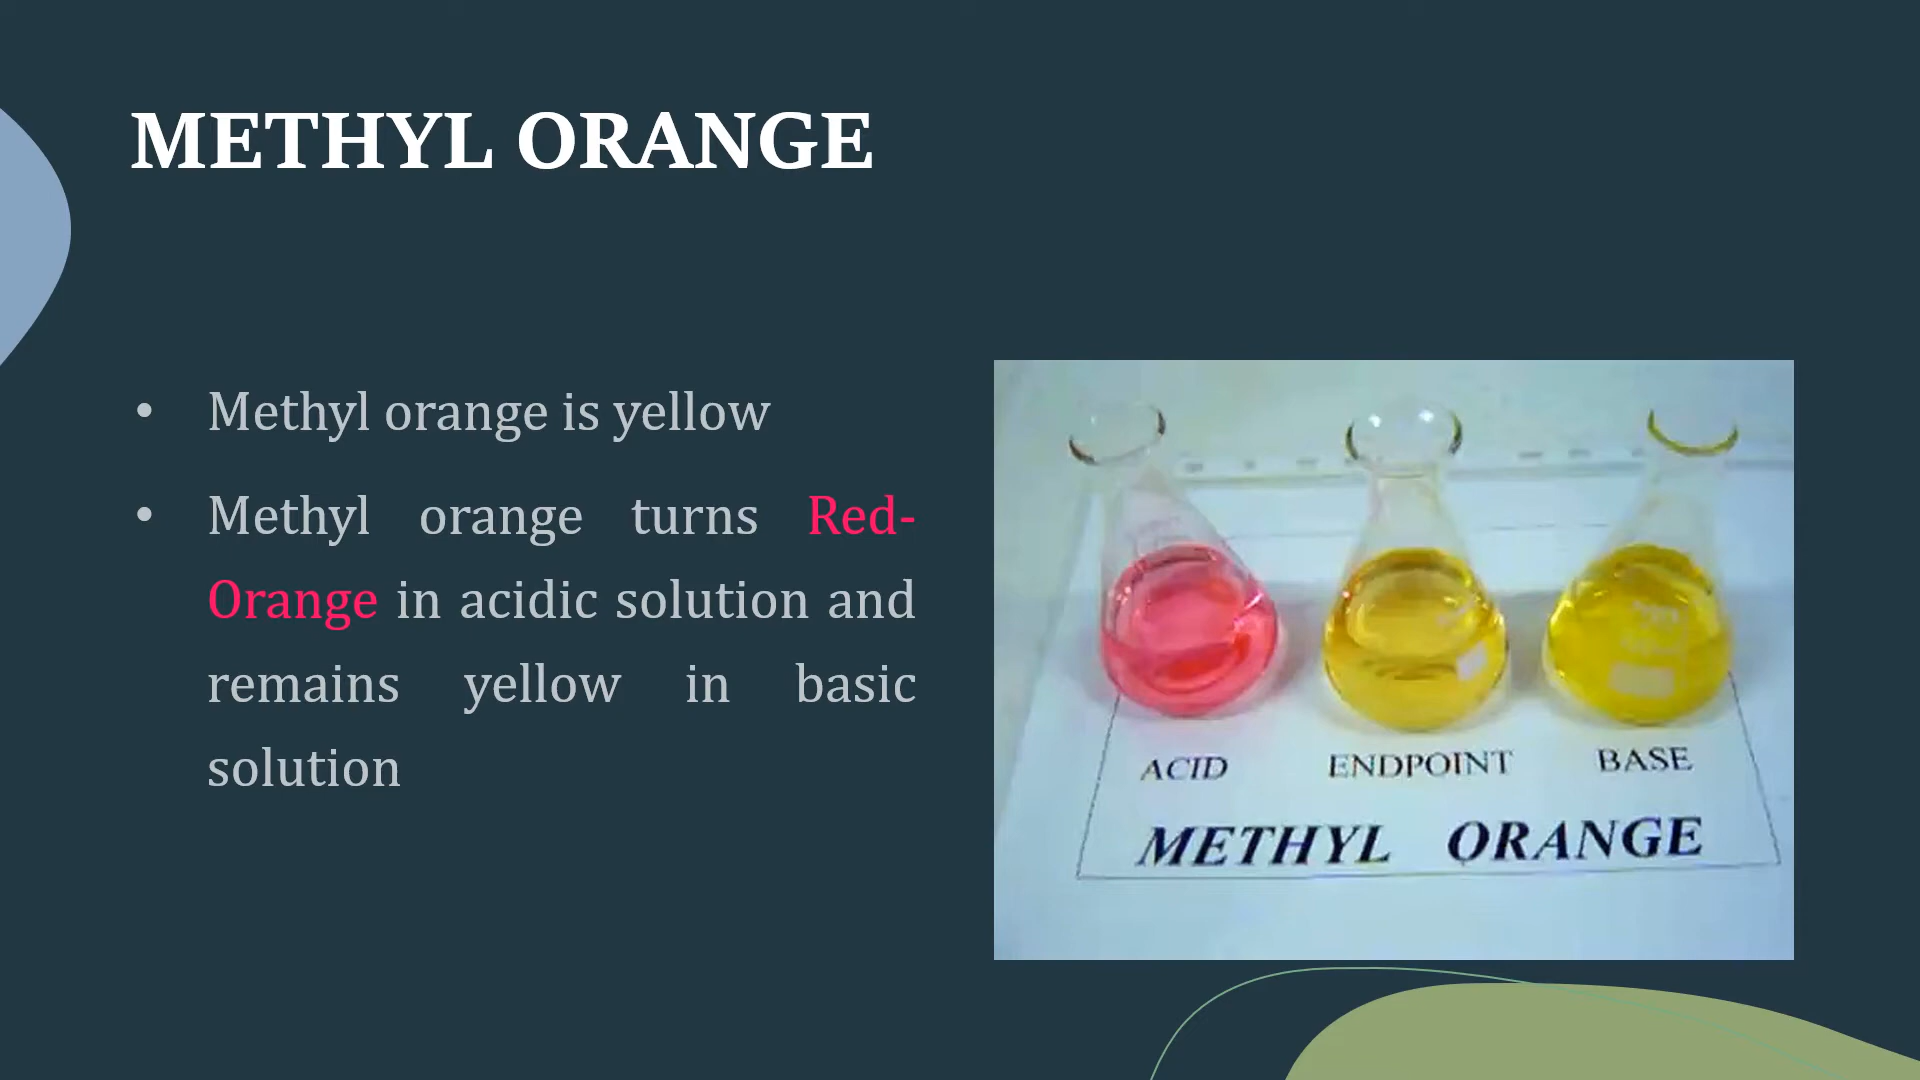 METHYL ORANGE
• Methyl orange is yellow
• Methyl orange turns Red-
Orange in acidic solution and
remains yellow in basic
solution
ACID ENDPOINT BASE
METHYL ORANGE